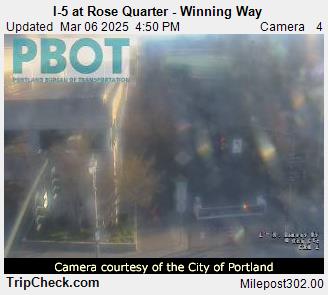 I-5 at Rose Quarter - Winning Way
Updated Mar 06 2025 4:50 PM Camera 4
PBOT
PORTLAND BUREAU OF TRANSPORTATION
Camera courtesy of the City of Portland
TripCheck.com Milepost302.00